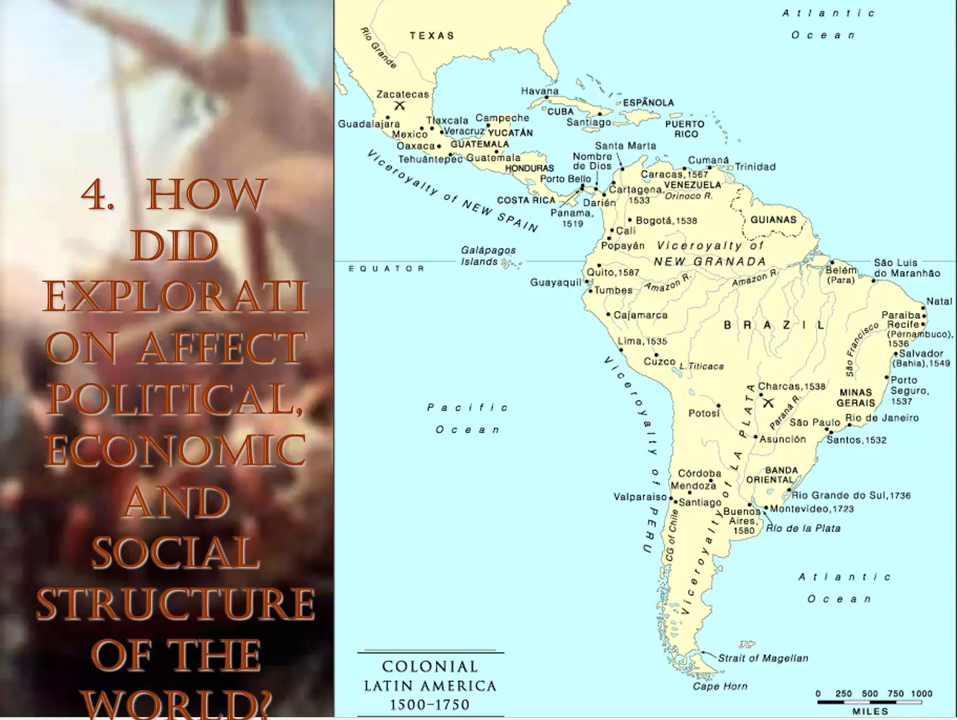 4. HOW
DID
EXPLORATI
ON AFFECT
POLITICAL,
ECONOMIC
AND
SOCIAL
STRUCTURE
OF THE
WORLD?
Atlantic
Ocean
TEXAS
Rio Grande
Zacatecas
Guadalajara
Mexico
Tlaxcala
Veracruz
Oaxaca
Tehuántepec
Campeche
YUCATÁN
GUATEMALA
Guatemala
HONDURAS
Havana
CUBA
Santiago
ESPAÑOLA
PUERTO
RICO
Santa Marta
Nombre
de Dios
Porto Bello
COSTA RICA
Panama,
1519
Darién
Cartagena
1533
Caracas,1567
VENEZUELA
Orinoco R.
Cumaná
Trinidad
Viceroyalty of NEW SPAIN
Bogotá,1538
Cali
Popayán
GUIANAS
Viceroyalty of
NEW GRANADA
Galápagos
Islands
EQUATOR
Quito,1587
Guayaquil
Tumbes
Amazon R.
Amazon R.
Belém
(Para)
São Luis
do Maranhão
Cajamarca
BRAZIL
Natal
Paraiba
Recife
(Pernambuco),
1536
São Francisco
Salvador
(Bahia),1549
Lima,1535
Cuzco
L.Titicaca
Charcas,1538
Porto
Seguro,
1537
MINAS
GERAIS
Pacific
Ocean
Potosí
Paraná R.
Rio de Janeiro
São Paulo
Santos,1532
Asunción
Viceroyalty of PERU
Viceroyalty of LA PLATA
Córdoba
Mendoza
BANDA
ORIENTAL
Valparaiso
Santiago
Rio Grande do Sul,1736
Montevideo,1723
Buenos
Aires,
1580
Río de la Plata
CG of Chile
Atlantic
Ocean
Strait of Magellan
Cape Horn
COLONIAL
LATIN AMERICA
1500–1750
0 250 500 750 1000
MILES